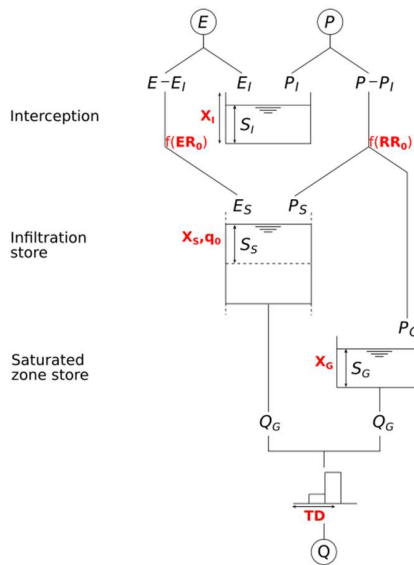 E P
E−E_I E_I P_I P−P_I
Interception
X_I
S_I
f(ER_0) f(RR_0)
E_S P_S
Infiltration
store
X_S,q_0
S_S
P_G
Saturated
zone store
X_G
S_G
Q_G Q_G
TD
Q